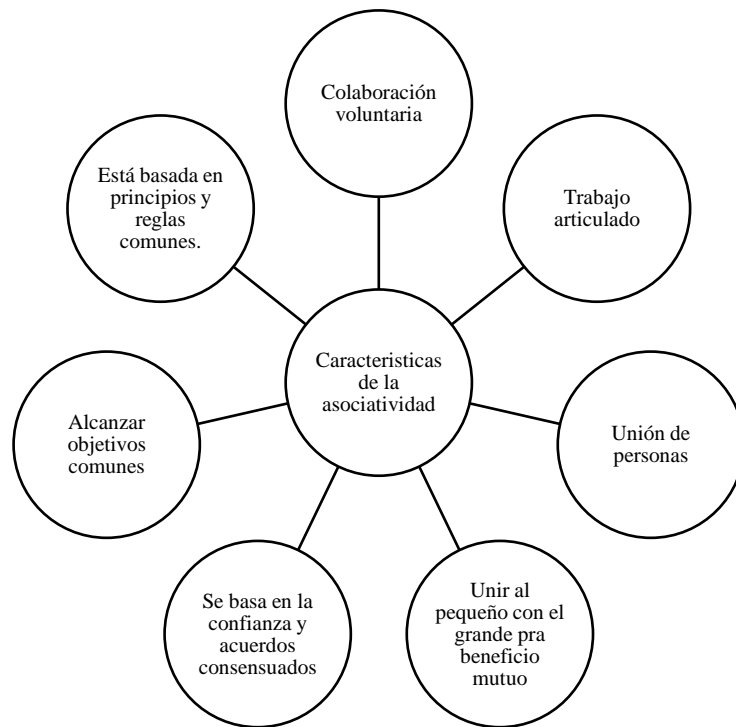 Colaboración
voluntaria
Trabajo
articulado
Unión de
personas
Unir al
pequeño con el
grande pra
beneficio
mutuo
Se basa en la
confianza y
acuerdos
consensuados
Alcanzar
objetivos
comunes
Está basada en
principios y
reglas
comunes.
Caracteristicas
de la
asociatividad